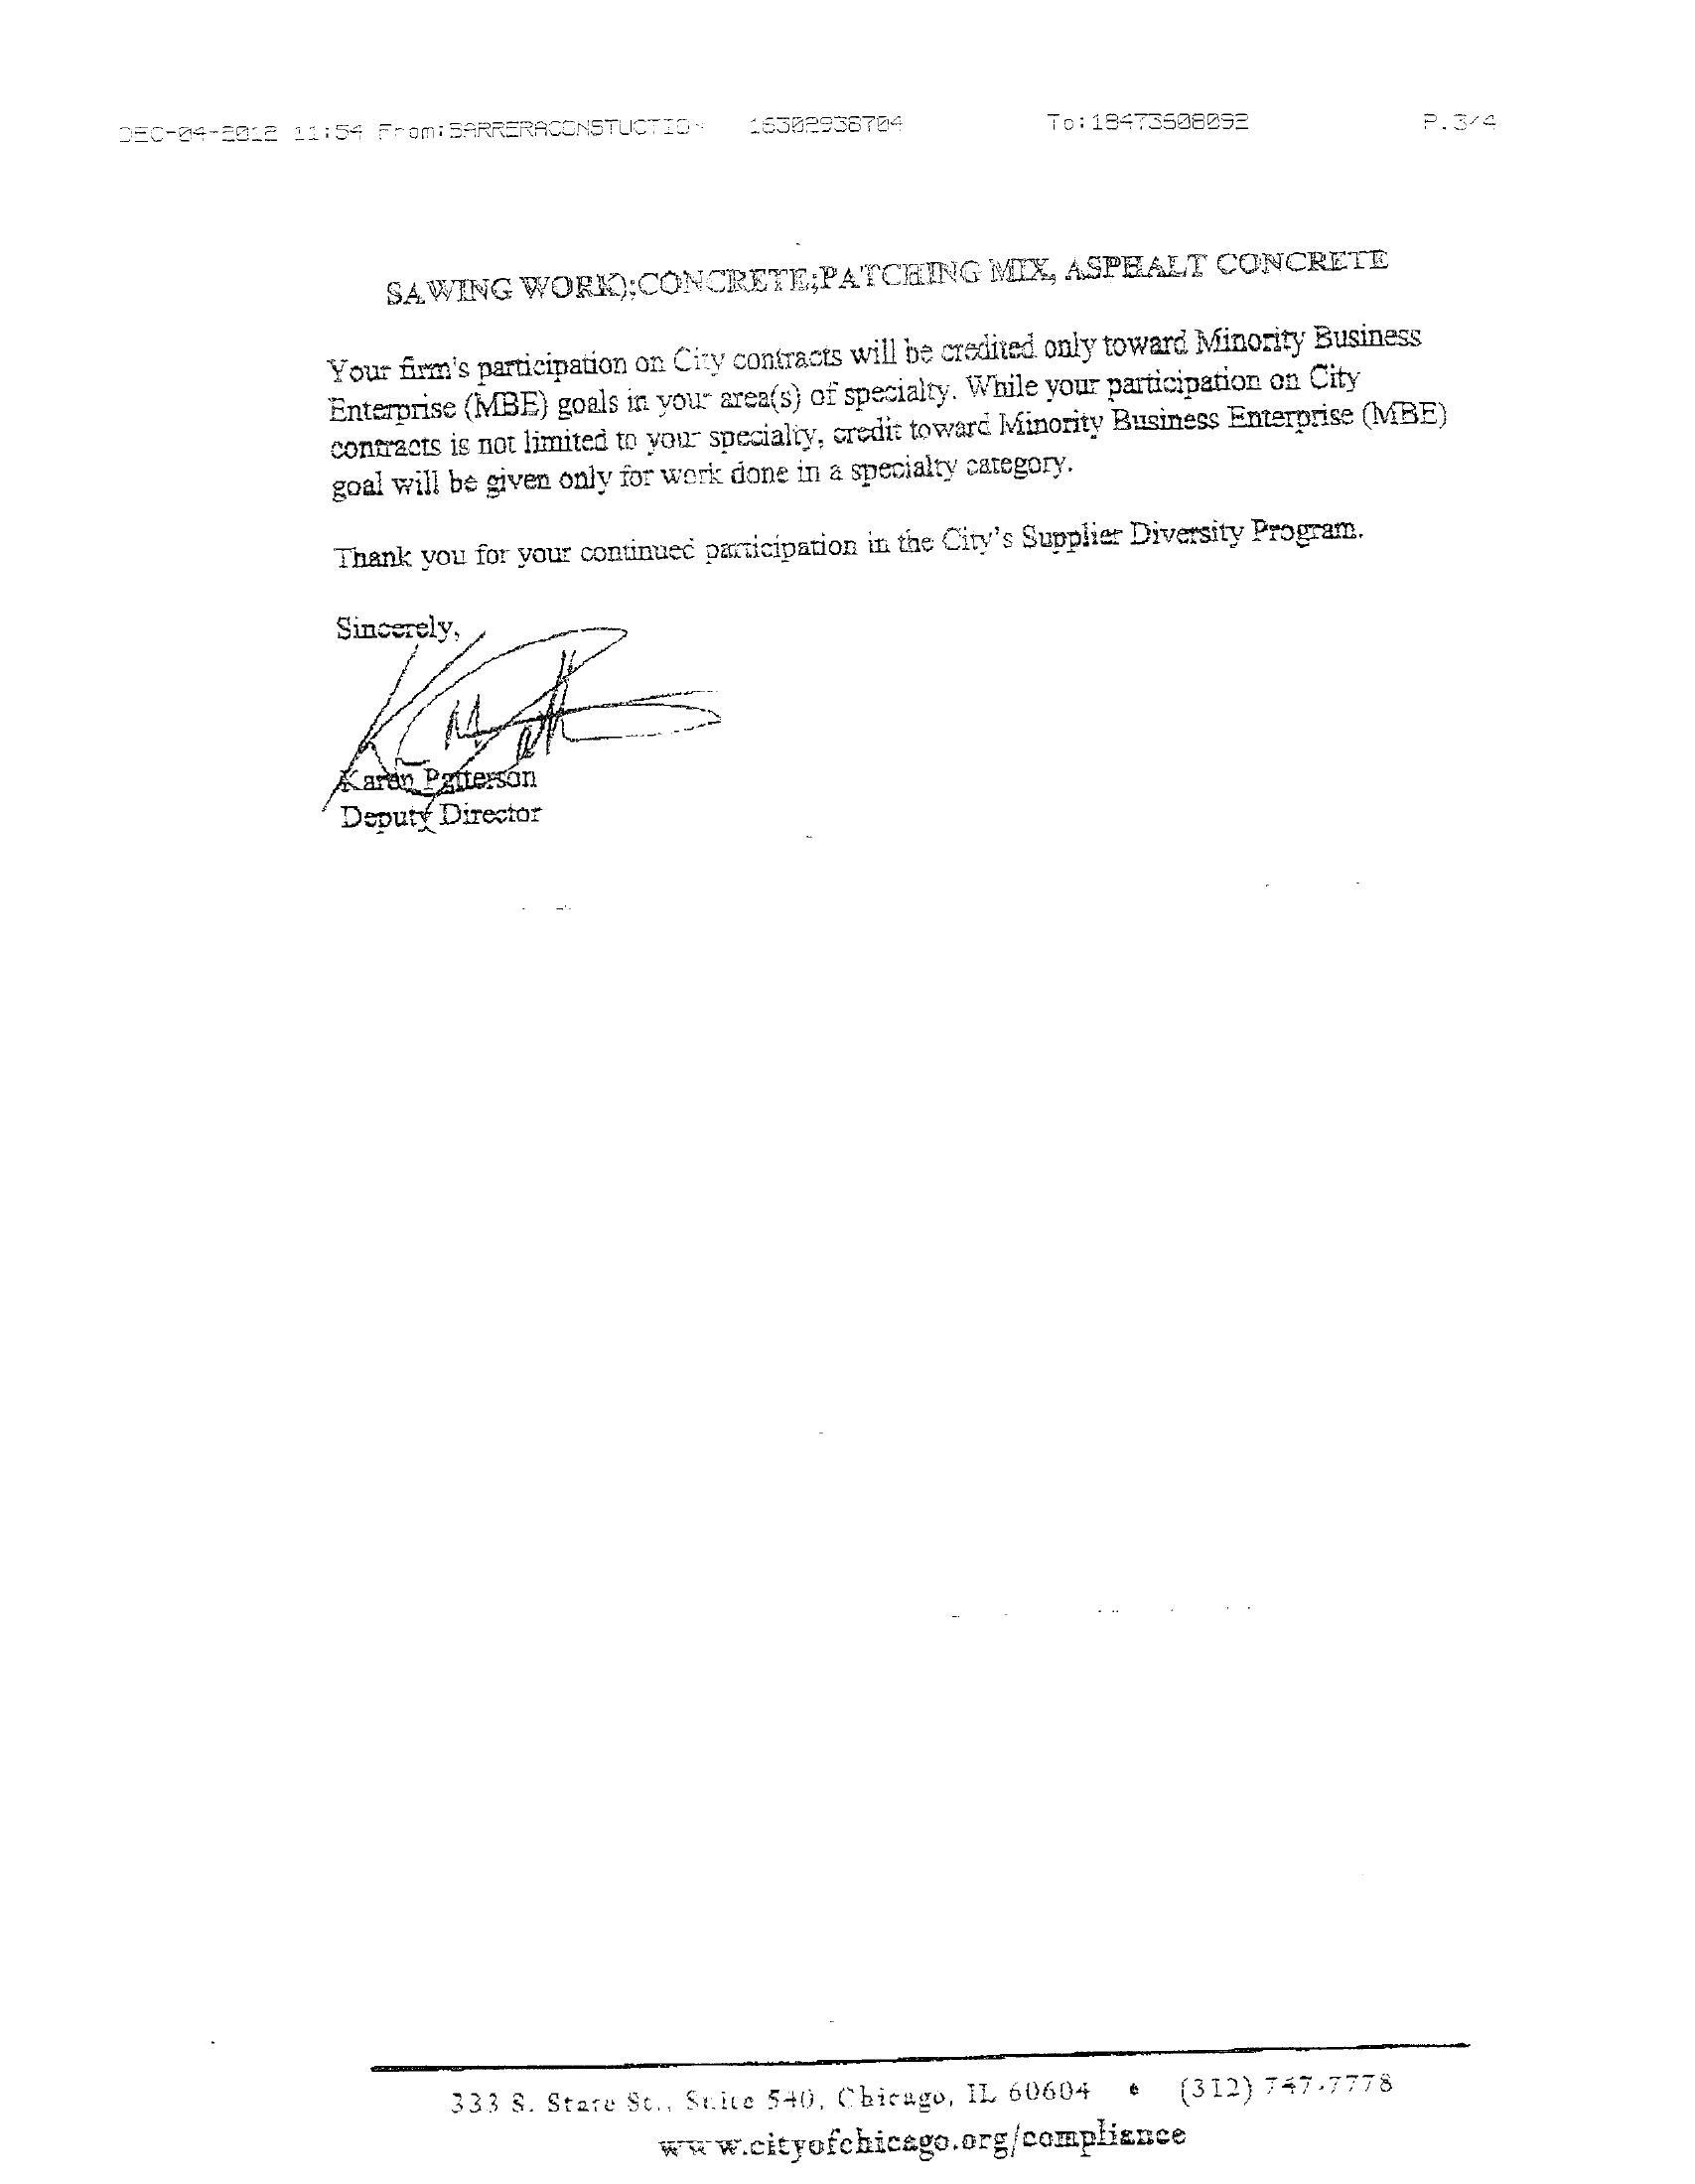 DEC-04-2012 11:54 From:BARRERACONSTUCTION 16302936704 To:18473608092 P.3/4
SAWING WORK);CONCRETE;PATCHING MIX, ASPHALT CONCRETE
Your firm's participation on City contracts will be credited only toward Minority Business
Enterprise (MBE) goals in your area(s) of specialty. While your participation on City
contracts is not limited to your specialty, credit toward Minority Business Enterprise (MBE)
goal will be given only for work done in a specialty category.
Thank you for your continued participation in the City's Supplier Diversity Program.
Sincerely,
Karen Patterson
Deputy Director
333 S. State St., Suite 540, Chicago, IL 60604 • (312) 747-7778
www.cityofchicago.org/compliance